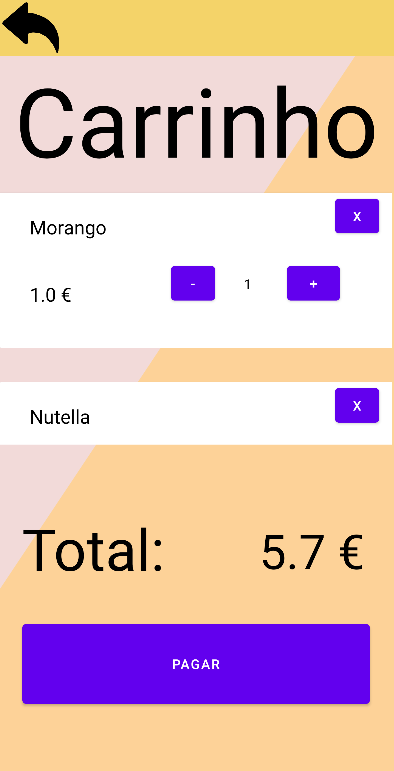 Carrinho
X
Morango
1.0 €
- 1 +
X
Nutella
Total: 5.7 €
PAGAR